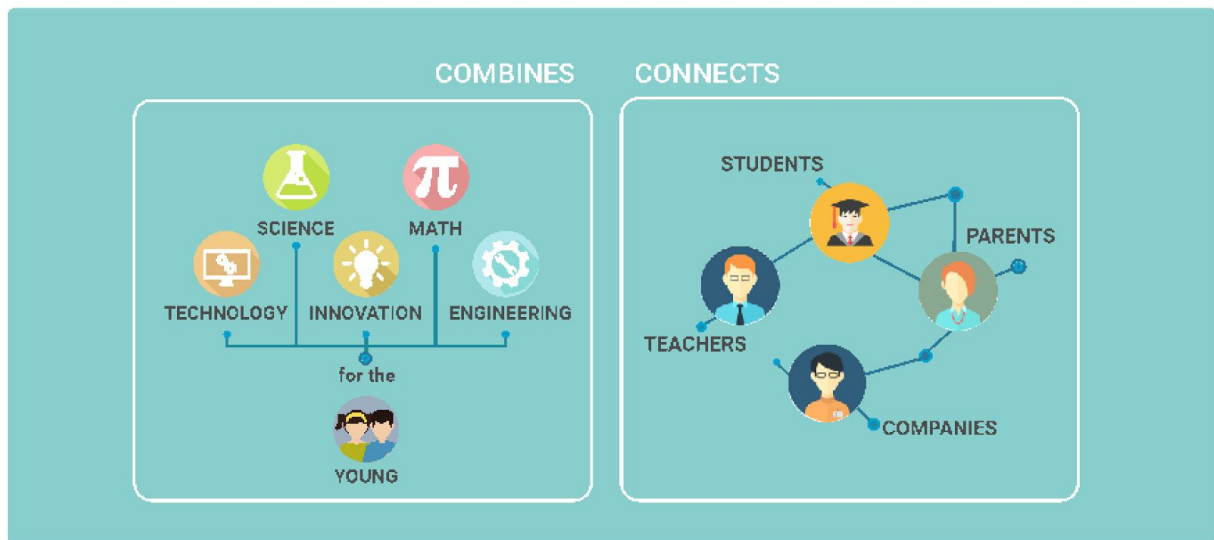 COMBINES
SCIENCE
MATH
TECHNOLOGY
INNOVATION
ENGINEERING
for the
YOUNG
CONNECTS
STUDENTS
PARENTS
TEACHERS
COMPANIES